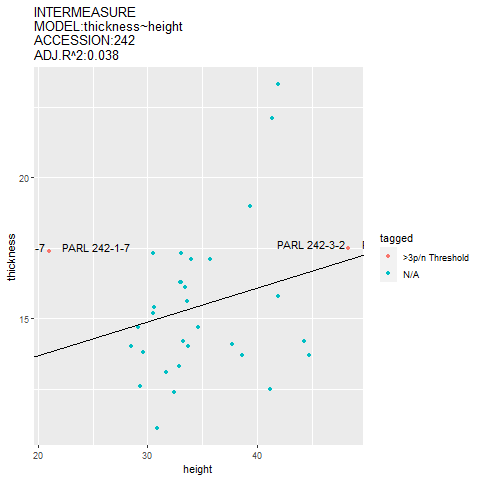 INTERMEASURE
MODEL:thickness~height
ACCESSION:242
ADJ.R^2:0.038
20
15
thickness
-7
PARL 242-1-7
PARL 242-3-2
20
30
40
height
tagged
>3p/n Threshold
N/A